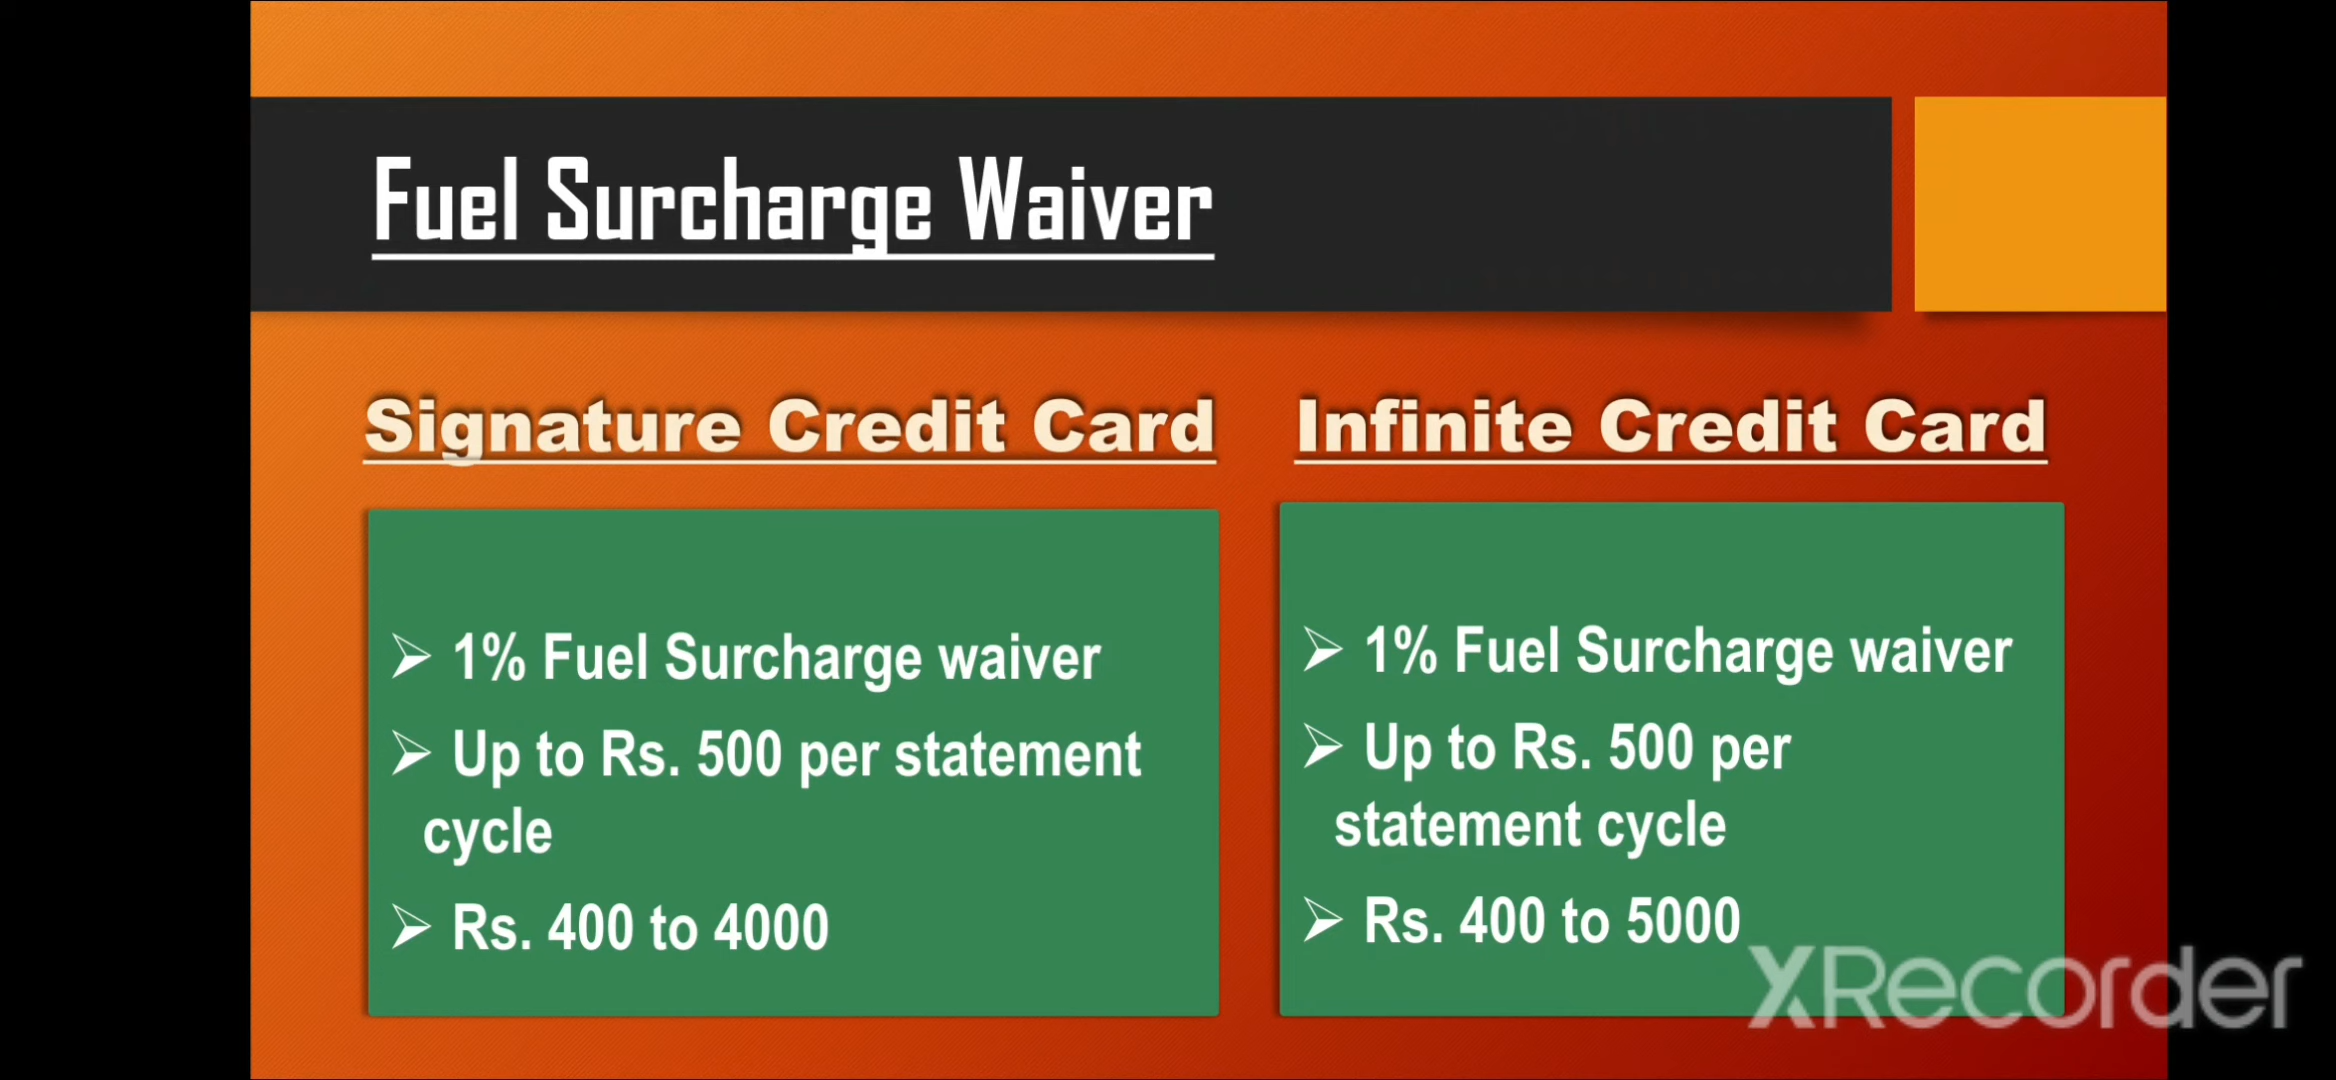 Fuel Surcharge Waiver
Signature Credit Card
➢ 1% Fuel Surcharge waiver
➢ Up to Rs. 500 per statement
cycle
➢ Rs. 400 to 4000
Infinite Credit Card
➢ 1% Fuel Surcharge waiver
➢ Up to Rs. 500 per
statement cycle
➢ Rs. 400 to 5000
XRecorder